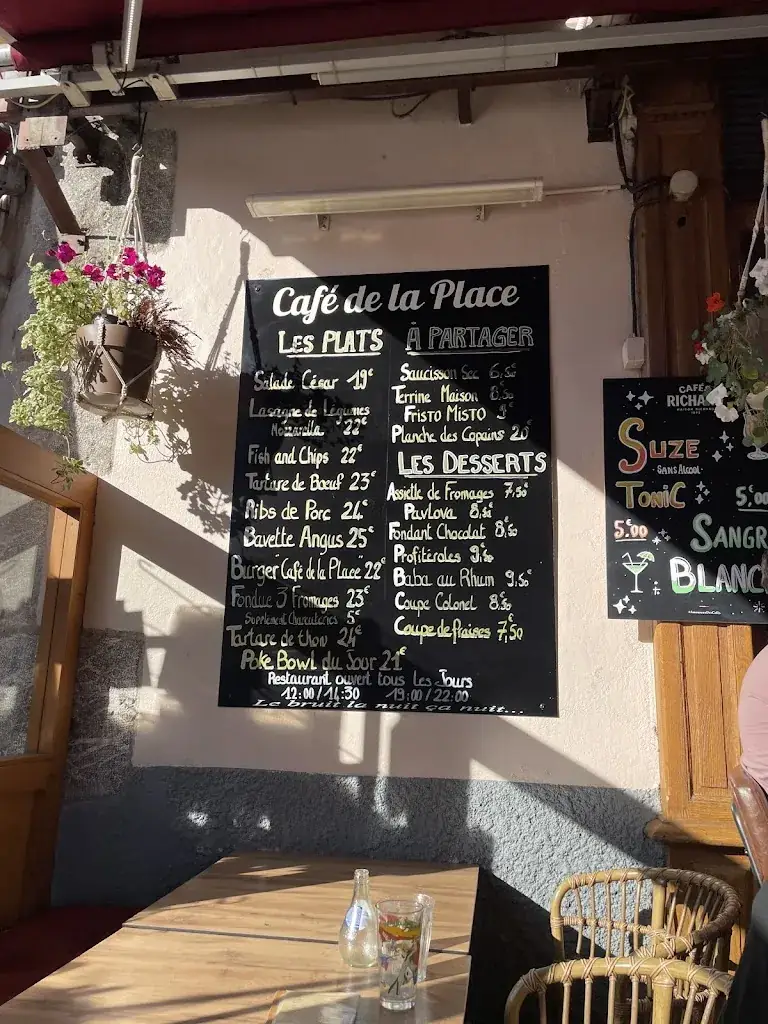 Café de la Place
LES PLATS
Salade César 19€
Lasagne de Légumes
Mozzarella 22€
Fish and Chips 22€
Tartare de Bœuf 23€
Ribs de Porc 24€
Bavette Angus 25€
Burger "Café de la Place" 22€
Fondue 3 Fromages 23€
Supplément Charcuteries 5€
Tartare de thon 24€
Poke Bowl du Jour 21€
À PARTAGER
Saucisson Sec 6,50€
Terrine Maison 8,50€
FRISTO MISTO 9€
Planche des Copains 20€
LES DESSERTS
Assiette de Fromages 7,50€
Pavlova 8,50€
Fondant Chocolat 8,50€
Profiteroles 9,50€
Baba au Rhum 9,50€
Coupe Colonel 8,50€
Coupe de fraises 7,50€
Restaurant ouvert tous les Jours
12:00/14:30 19:00/22:00
Le bruit la nuit ça nuit...
CAFÉS
RICHA
SUZE
SANS ALCOOL
TONIC
5€00
5€0
SANGR
BLANC